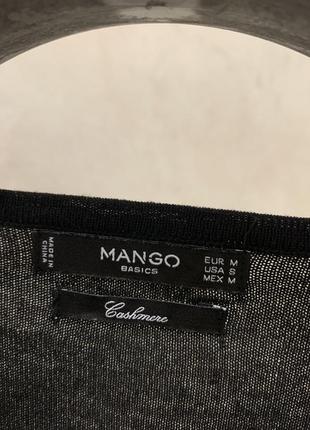 MADE IN
CHINA
MANGO
BASICS
EUR M
USA S
MEX M
Cashmere